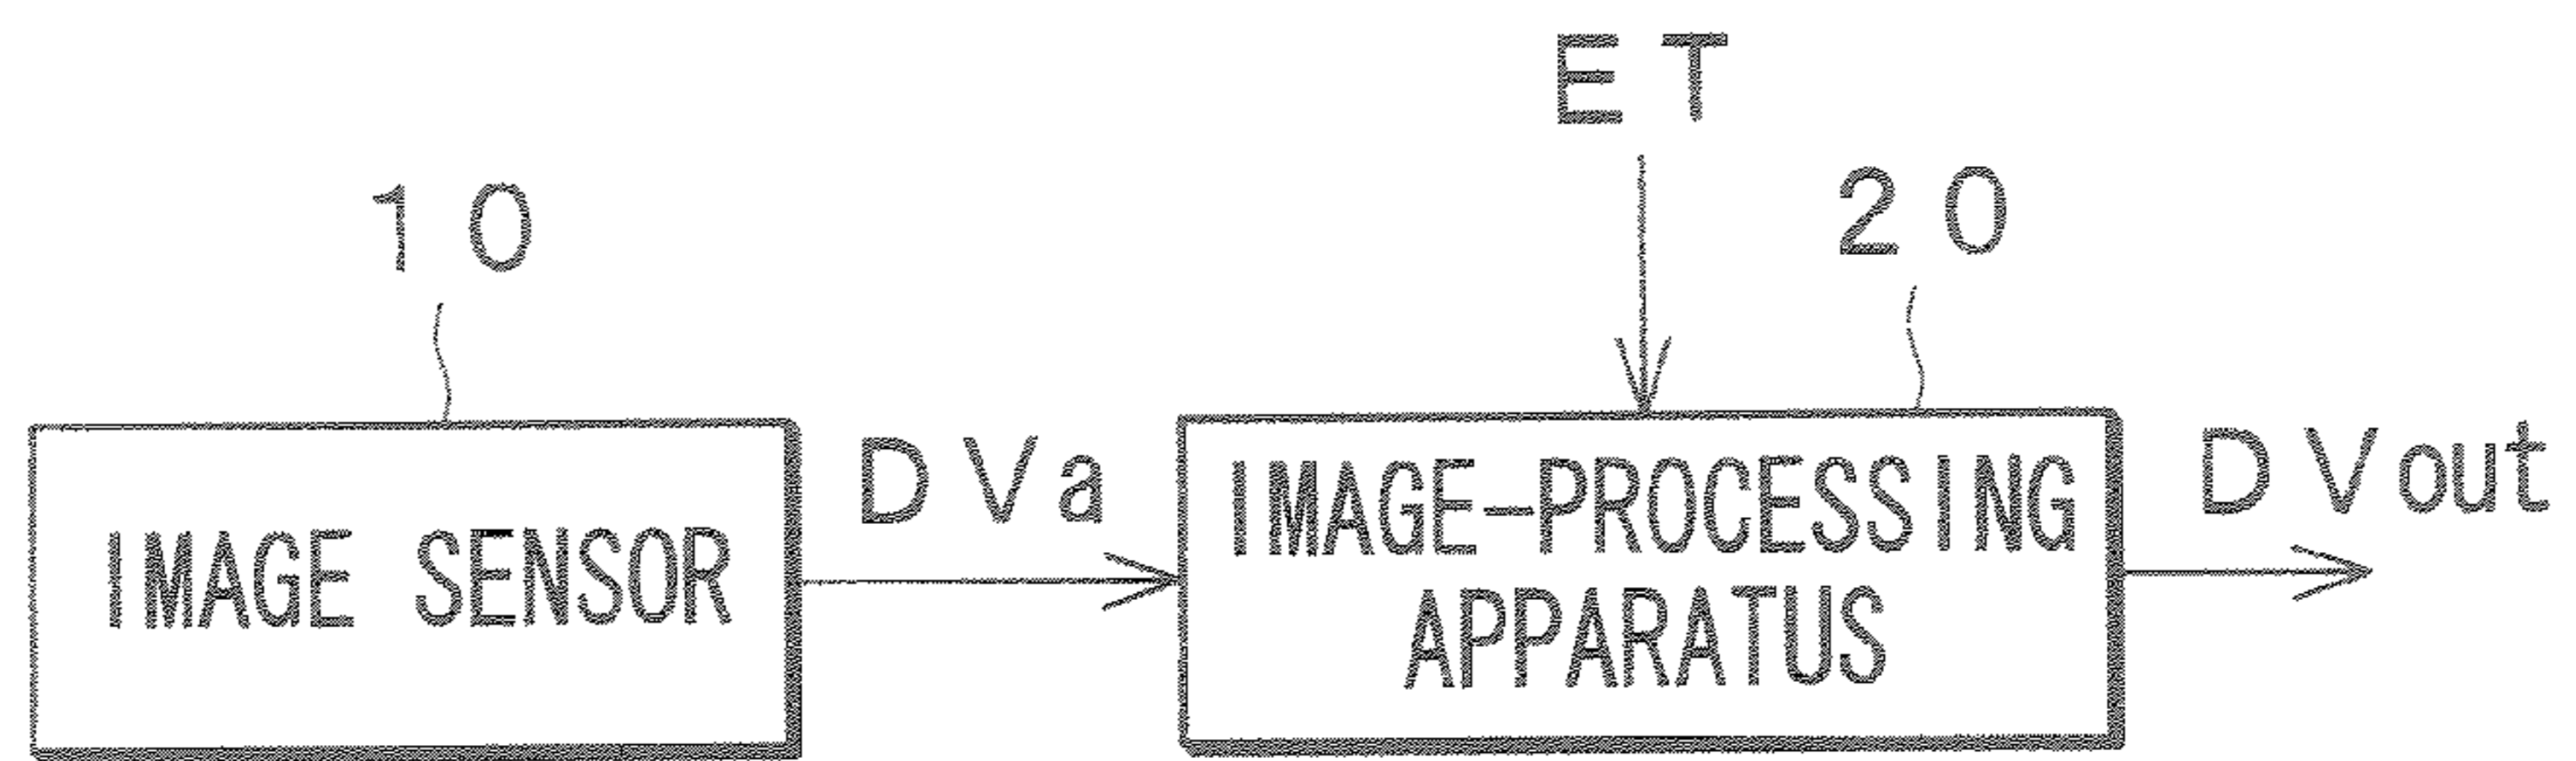 ET
10
20
DVa
DVout
IMAGE SENSOR
IMAGE-PROCESSING
APPARATUS